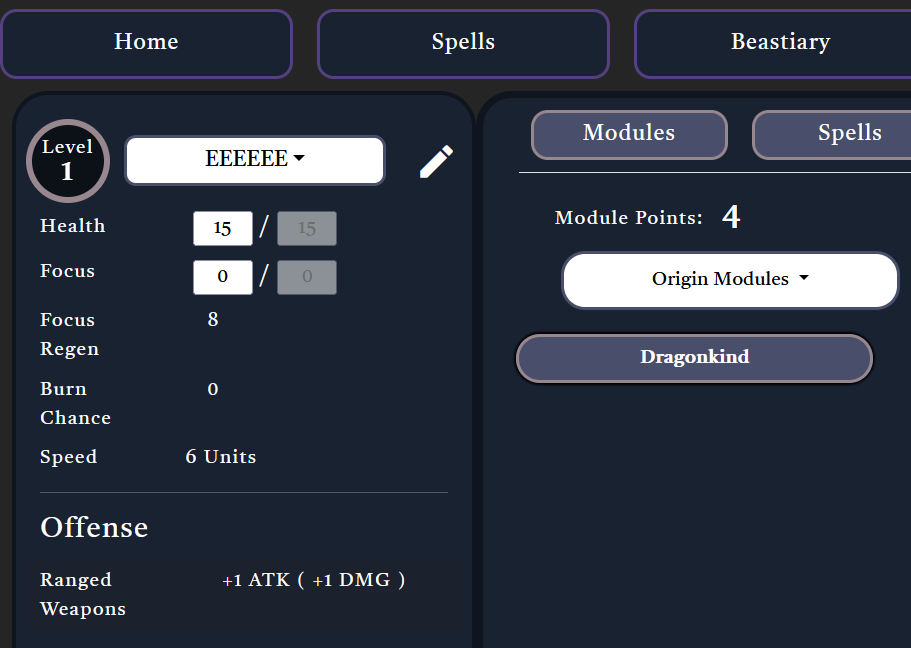 Home Spells Beastiary
Level
1
EEEEEE
Health 15 / 15
Focus 0 / 0
Focus
Regen
8
Burn
Chance
0
Speed 6 Units
Offense
Ranged
Weapons
+1 ATK ( +1 DMG )
Modules Spells
Module Points: 4
Origin Modules
Dragonkind